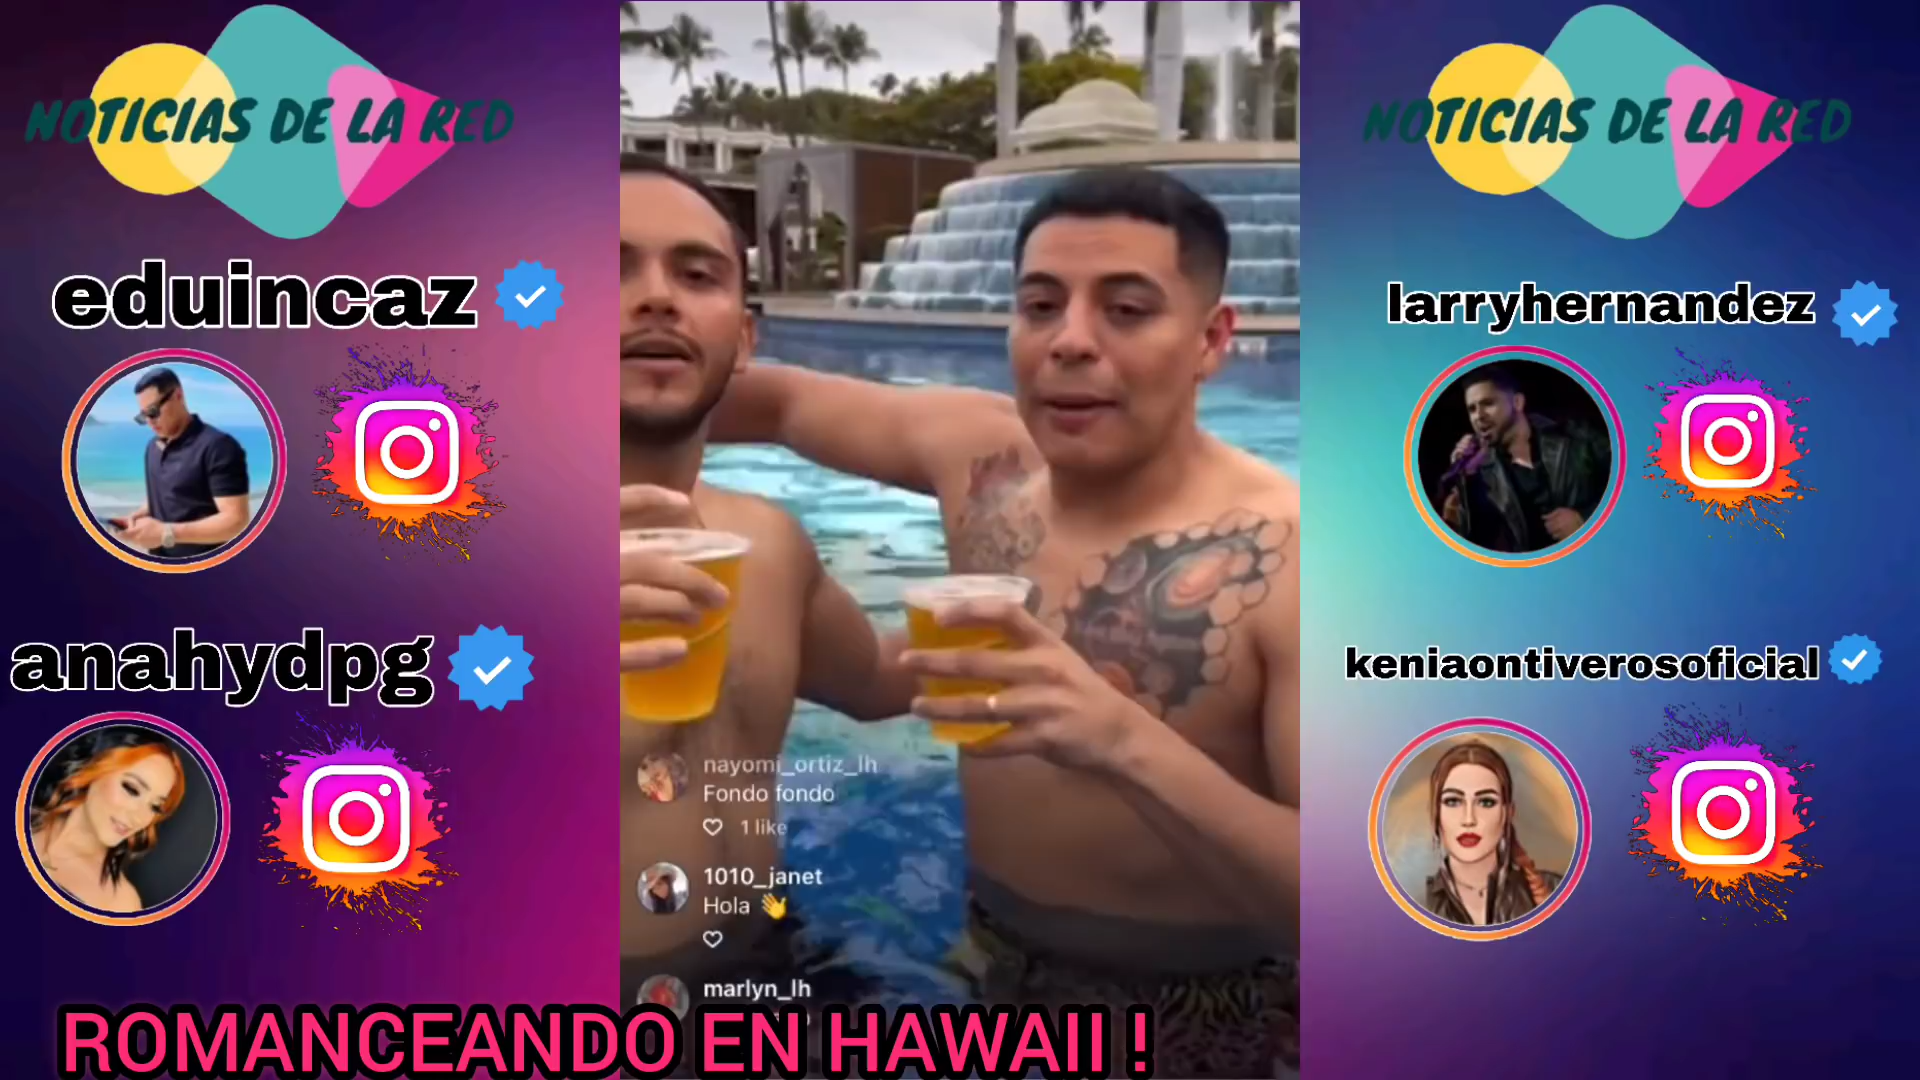 NOTICIAS DE LA RED
eduincaz
anahydpg
nayomi_ortiz_lh
Fondo fondo
1 like
1010_janet
Hola 👋
marlyn_lh
NOTICIAS DE LA RED
larryhernandez
keniaontiverosoficial
ROMANCEANDO EN HAWAII !